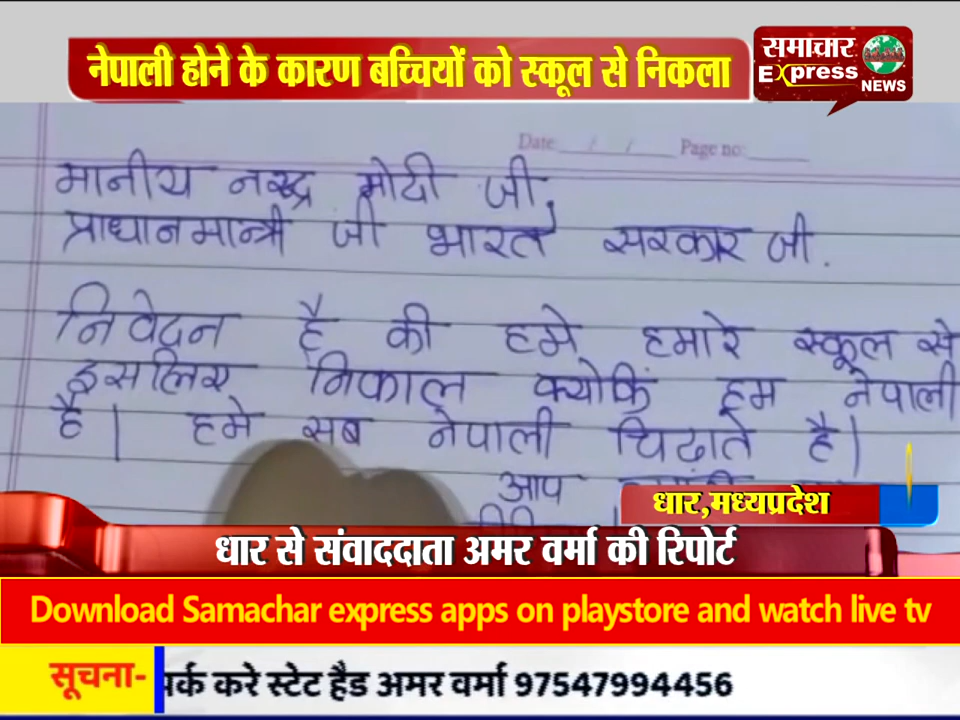 नेपाली होने के कारण बच्चियों को स्कूल से निकला
समाचार
Express
NEWS
Date / / Page no:
मानीय नरेन्द्र मोदी जी,
प्राधानमान्त्री जी भारत सरकार जी.
निवेदन है की हमे हमारे स्कूल से
इसलिए निकाल क्योकिं हम नेपाली
है। हमे सब नेपाली चिढाते है।
आप
धार,मध्यप्रदेश
धार से संवाददाता अमर वर्मा की रिपोर्ट
Download Samachar express apps on playstore and watch live tv
सूचना- पर्क करे स्टेट हैड अमर वर्मा 97547994456